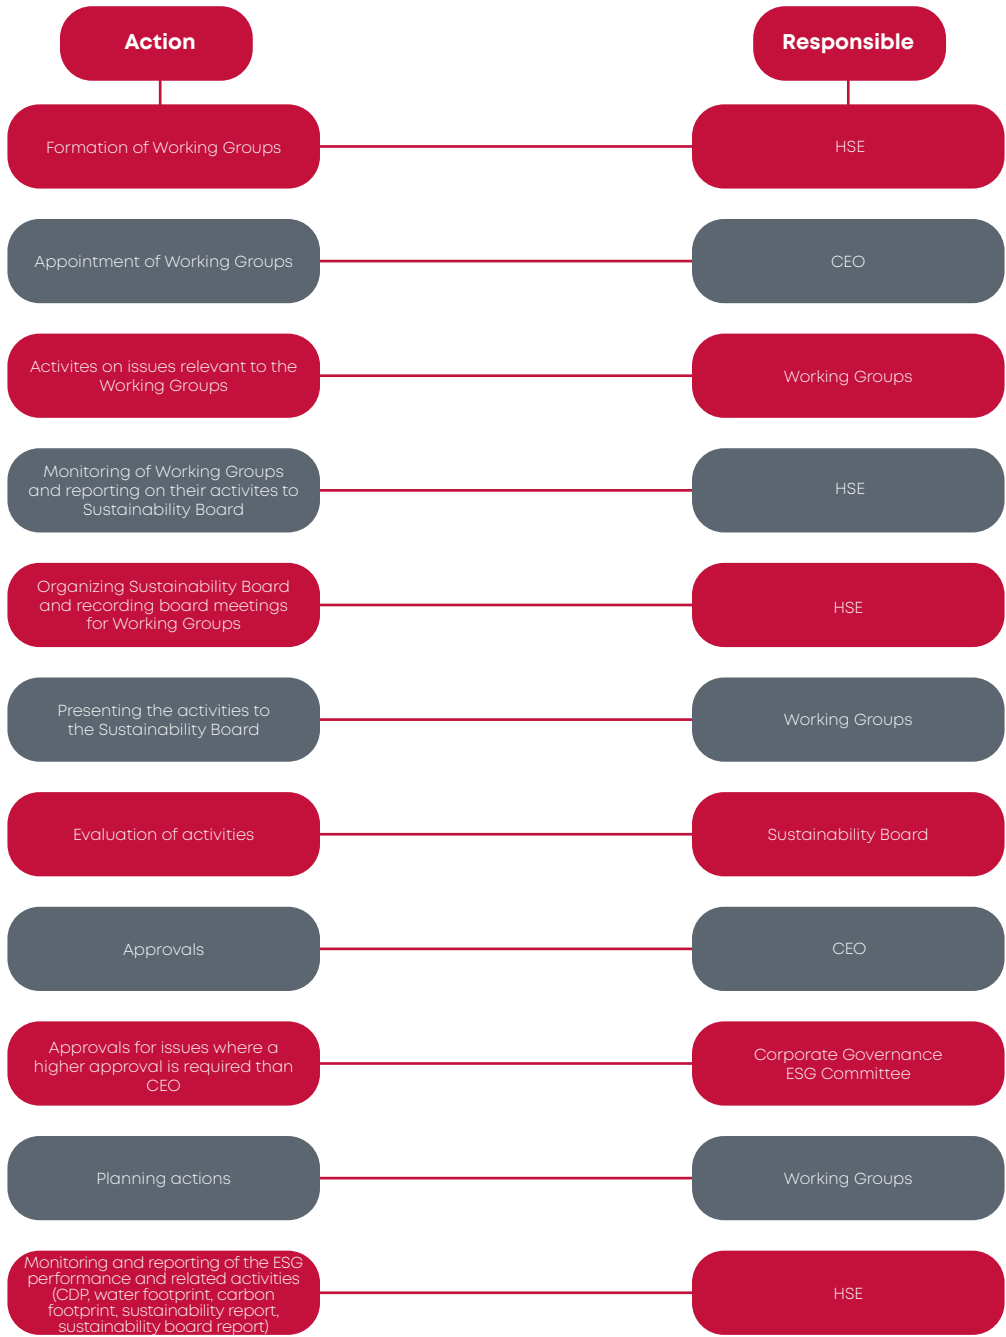 Action
Responsible
Formation of Working Groups
HSE
Appointment of Working Groups
CEO
Activites on issues relevant to the
Working Groups
Working Groups
Monitoring of Working Groups
and reporting on their activites to
Sustainability Board
HSE
Organizing Sustainability Board
and recording board meetings
for Working Groups
HSE
Presenting the activities to
the Sustainability Board
Working Groups
Evaluation of activities
Sustainability Board
Approvals
CEO
Approvals for issues where a
higher approval is required than
CEO
Corporate Governance
ESG Committee
Planning actions
Working Groups
Monitoring and reporting of the ESG
performance and related activities
(CDP, water footprint, carbon
footprint, sustainability report,
sustainability board report)
HSE